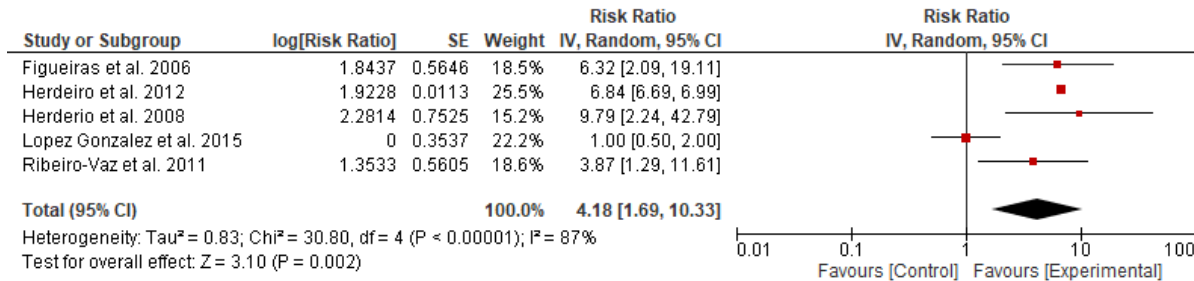 Risk Ratio Risk Ratio
Study or Subgroup log[Risk Ratio] SE Weight IV, Random, 95% CI IV, Random, 95% CI
Figueiras et al. 2006 1.8437 0.5646 18.5% 6.32 [2.09, 19.11]
Herdeiro et al. 2012 1.9228 0.0113 25.5% 6.84 [6.69, 6.99]
Herderio et al. 2008 2.2814 0.7525 15.2% 9.79 [2.24, 42.79]
Lopez Gonzalez et al. 2015 0 0.3537 22.2% 1.00 [0.50, 2.00]
Ribeiro-Vaz et al. 2011 1.3533 0.5605 18.6% 3.87 [1.29, 11.61]
Total (95% CI) 100.0% 4.18 [1.69, 10.33]
Heterogeneity: Tau² = 0.83; Chi² = 30.80, df = 4 (P < 0.00001); I² = 87%
Test for overall effect: Z = 3.10 (P = 0.002)
0.01 0.1 1 10 100
Favours [Control] Favours [Experimental]